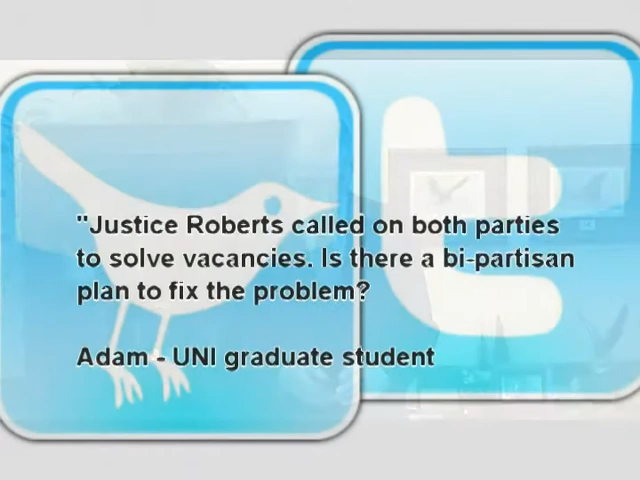 "Justice Roberts called on both parties
to solve vacancies. Is there a bi-partisan
plan to fix the problem?
Adam - UNI graduate student